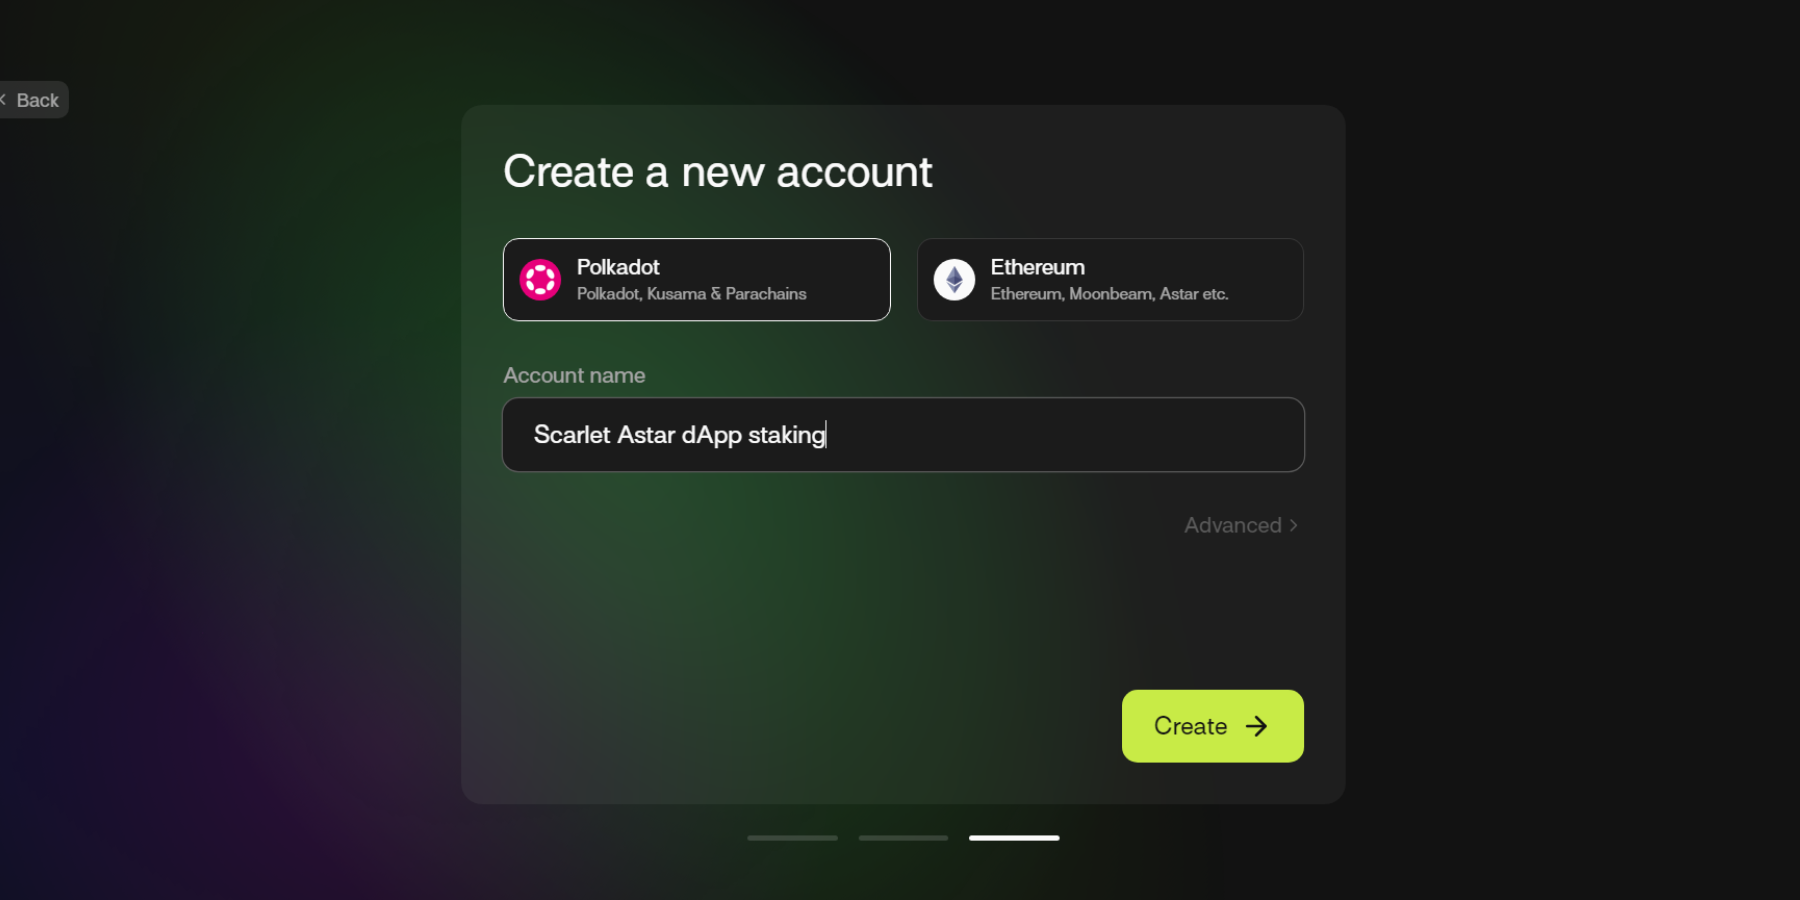 Back
Create a new account
Polkadot
Polkadot, Kusama & Parachains
Ethereum
Ethereum, Moonbeam, Astar etc.
Account name
Scarlet Astar dApp staking
Advanced
Create